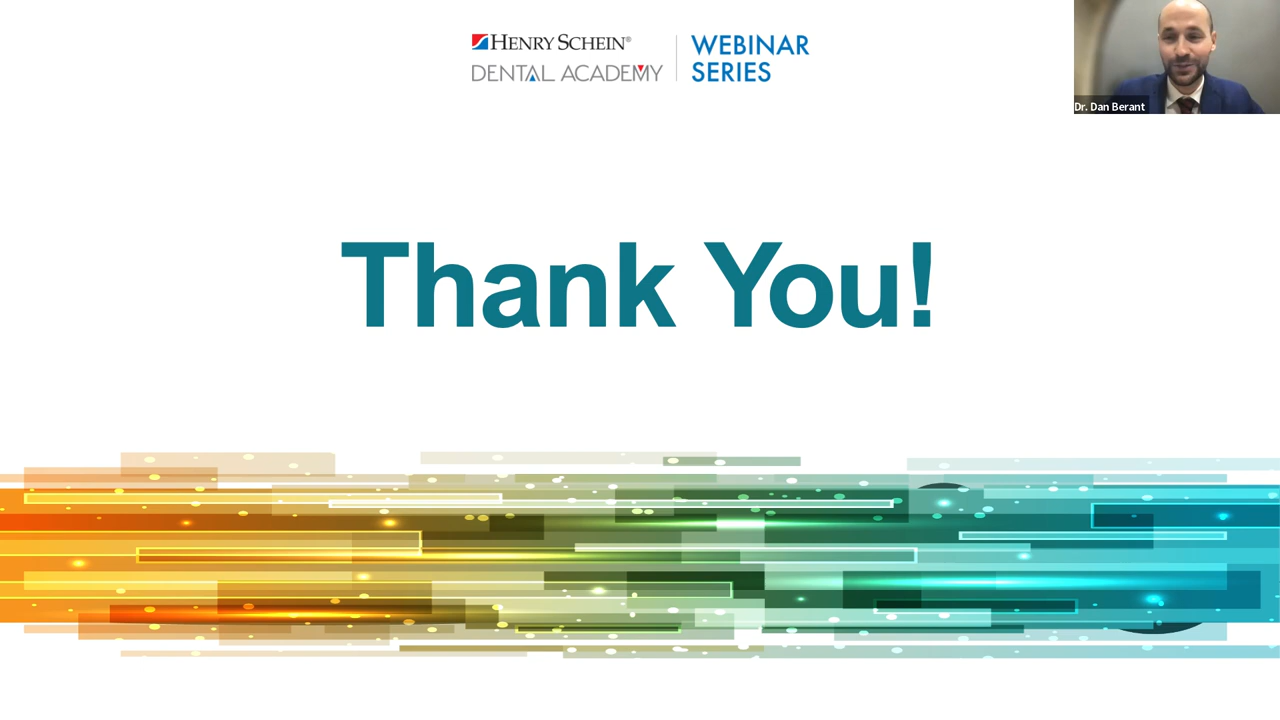 HENRY SCHEIN®
DENTAL ACADEMY
WEBINAR
SERIES
Dr. Dan Berant
Thank You!